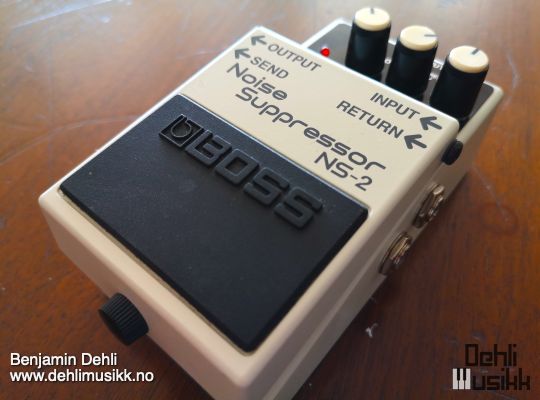 OUTPUT
SEND
INPUT
RETURN
Noise
Suppressor
NS-2
BOSS
Benjamin Dehli
www.dehlimusikk.no
Dehli
Musikk